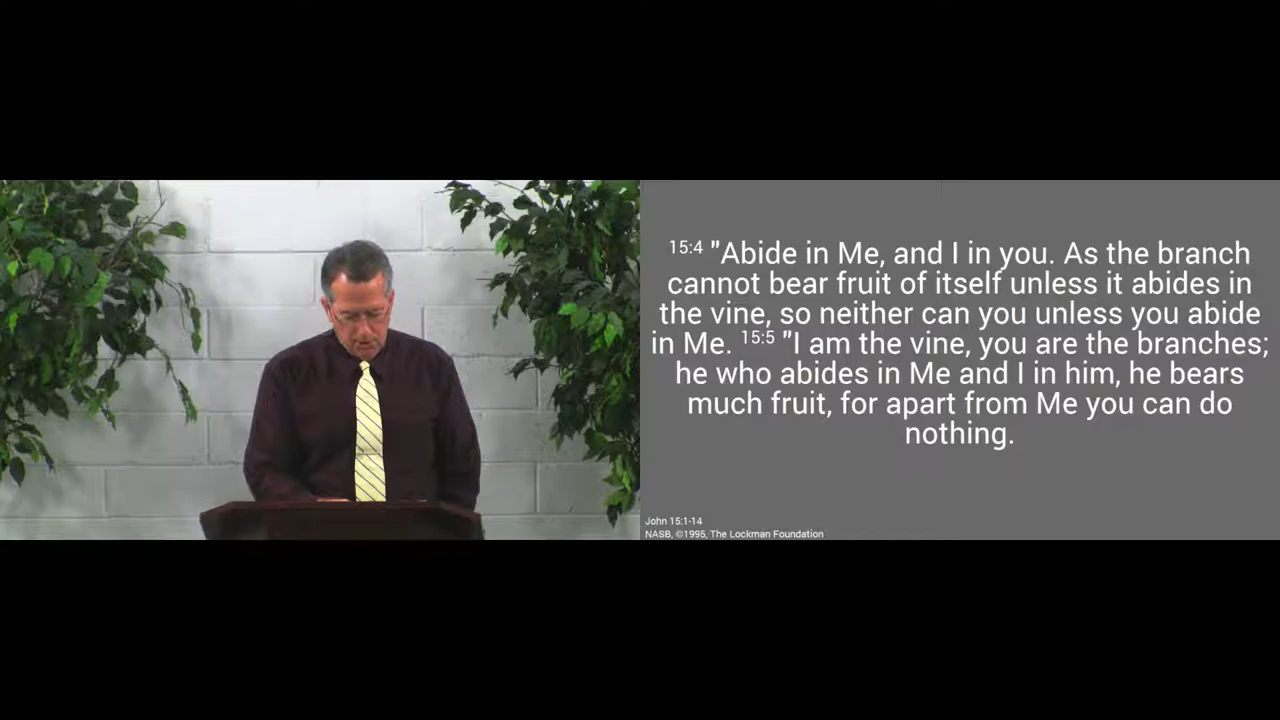 15:4 "Abide in Me, and I in you. As the branch
cannot bear fruit of itself unless it abides in
the vine, so neither can you unless you abide
in Me. 15:5 "I am the vine, you are the branches;
he who abides in Me and I in him, he bears
much fruit, for apart from Me you can do
nothing.
John 15:1-14
NASB, ©1995, The Lockman Foundation